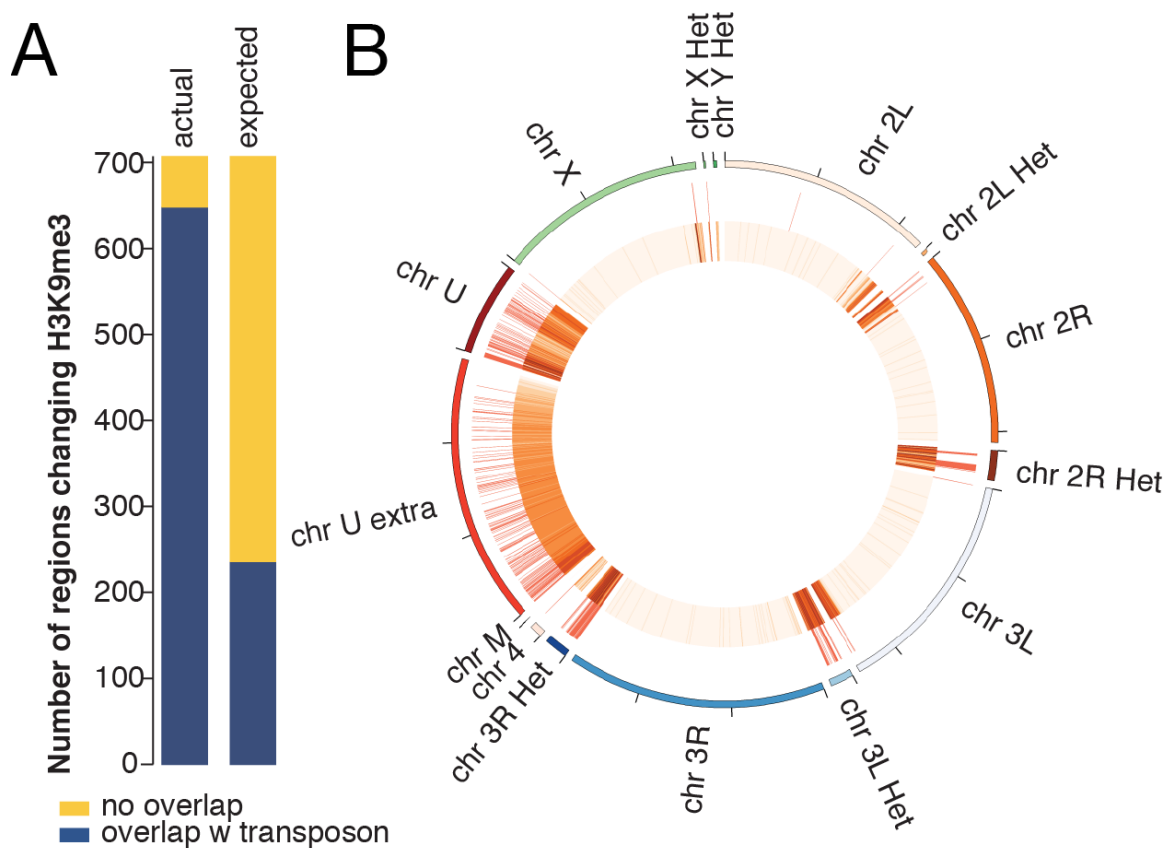 A
actual
expected
Number of regions changing H3K9me3
700
600
500
400
300
200
100
0
no overlap
overlap w transposon
B
chr X Het
chr Y Het
chr 2L
chr 2L Het
chr 2R
chr 2R Het
chr 3L
chr 3L Het
chr 3R
chr 3R Het
chr 4
chr M
chr U extra
chr U
chr X